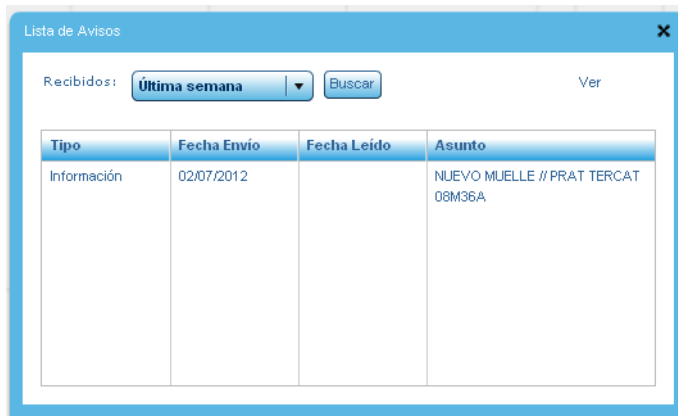 Lista de Avisos
Recibidos: Última semana Buscar Ver
Tipo Fecha Envío Fecha Leído Asunto
Información 02/07/2012 NUEVO MUELLE // PRAT TERCAT
08M36A